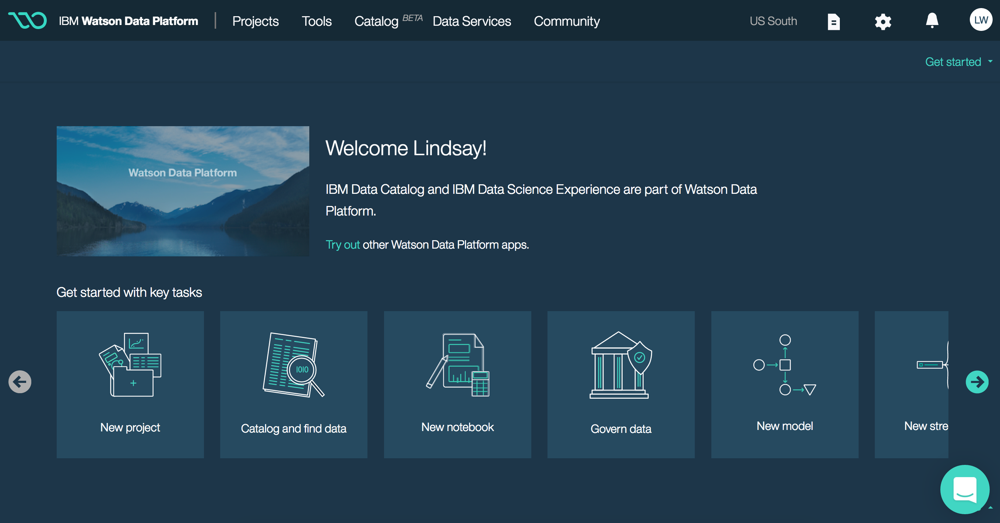 IBM Watson Data Platform
Projects
Tools
Catalog BETA
Data Services
Community
US South
LW
Get started
Watson Data Platform
Welcome Lindsay!
IBM Data Catalog and IBM Data Science Experience are part of Watson Data
Platform.
Try out other Watson Data Platform apps.
Get started with key tasks
1010
New project
Catalog and find data
New notebook
Govern data
New model
New stre